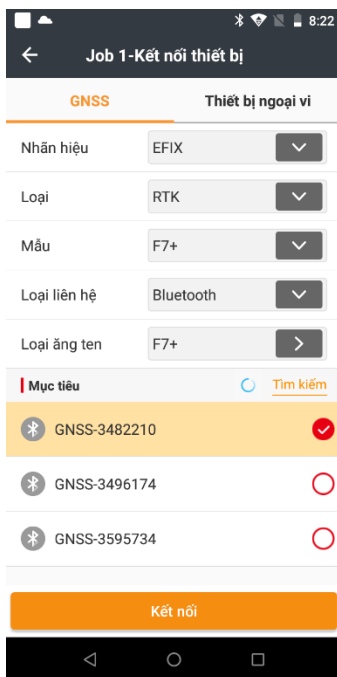 8:22
Job 1-Kết nối thiết bị
GNSS Thiết bị ngoại vi
Nhãn hiệu EFIX
Loại RTK
Mẫu F7+
Loại liên hệ Bluetooth
Loại ăng ten F7+
Mục tiêu Tìm kiếm
GNSS-3482210
GNSS-3496174
GNSS-3595734
Kết nối